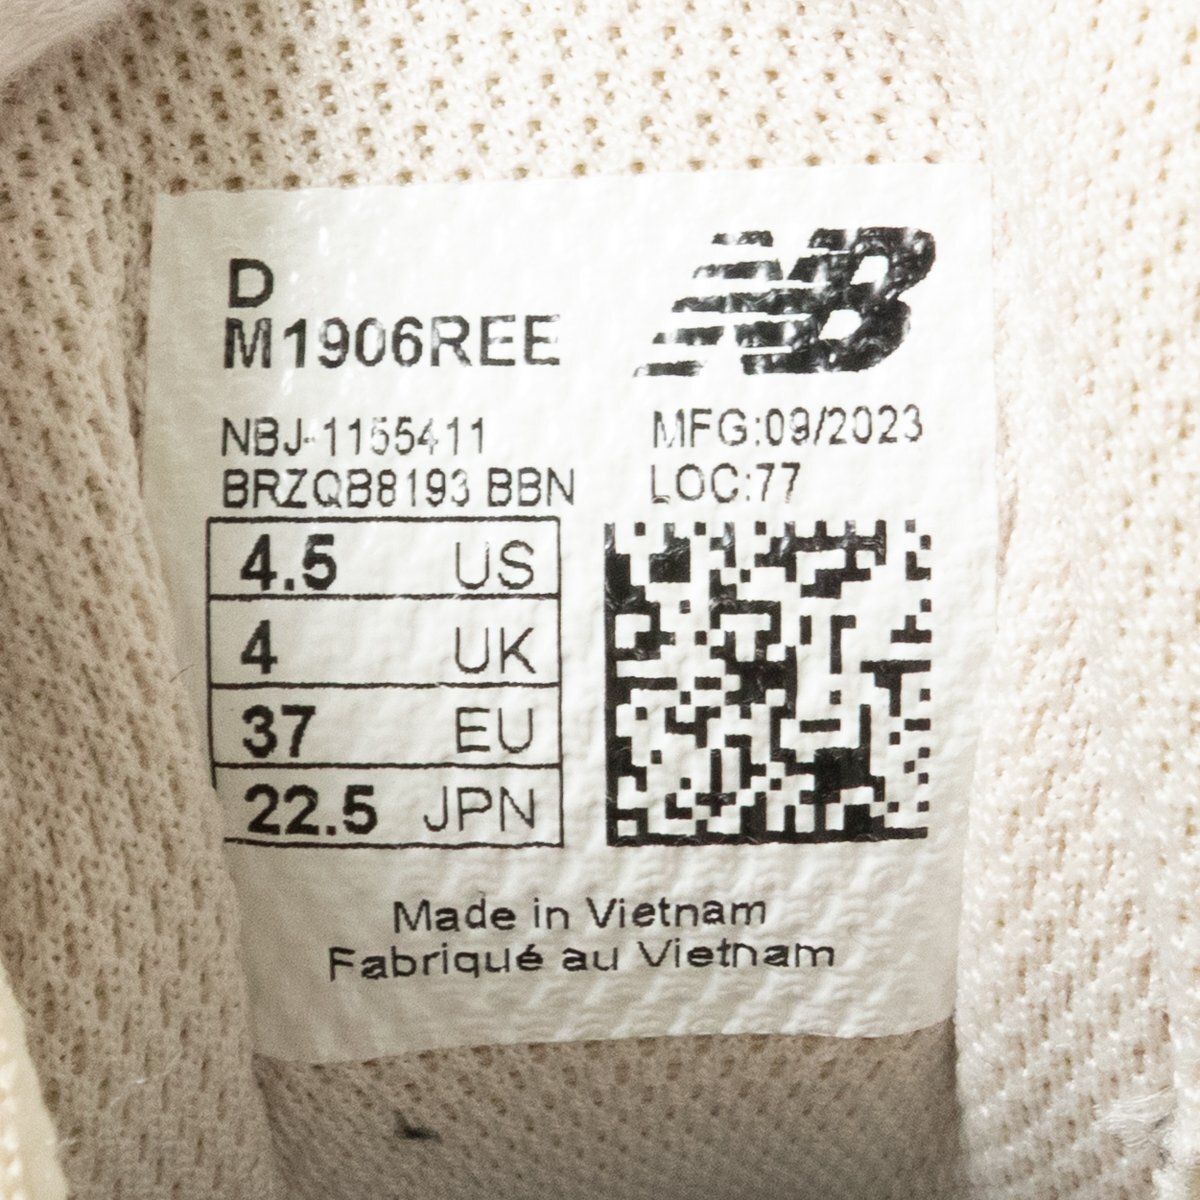 D
M1906REE
NB
NBJ-1155411
MFG:09/2023
BRZQB8193 BBN
LOC:77
4.5 US
4 UK
37 EU
22.5 JPN
Made in Vietnam
Fabriqué au Vietnam